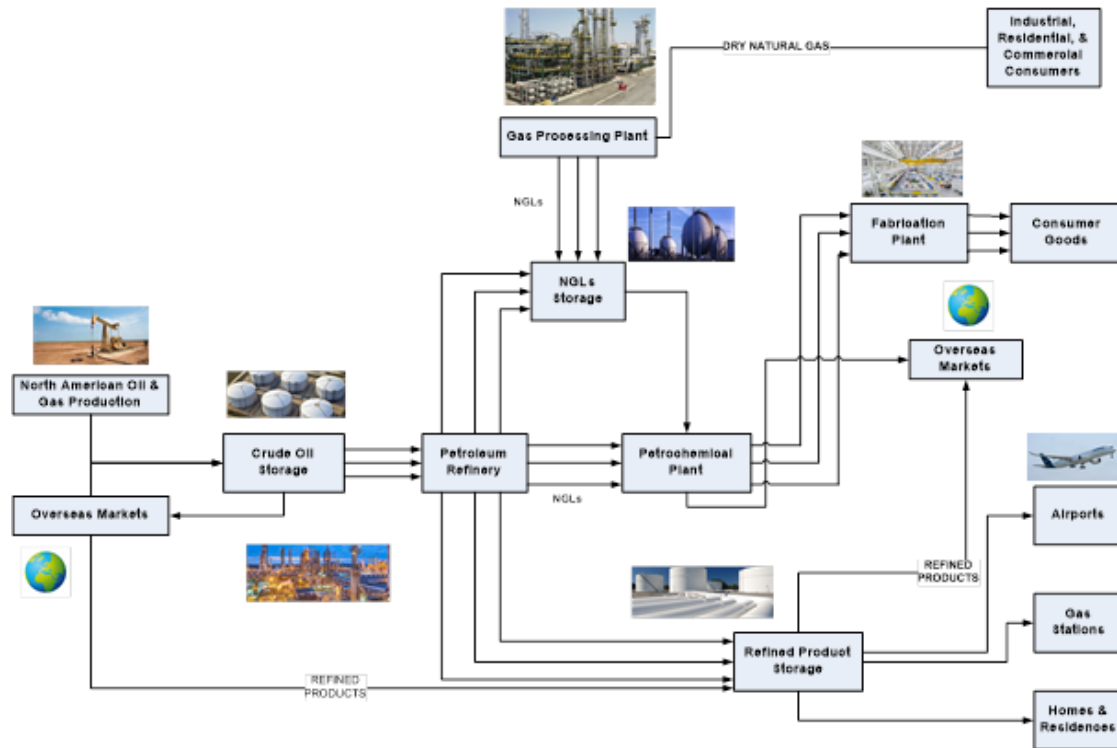 Industrial,
Residential, &
Commercial
Consumers
DRY NATURAL GAS
Gas Processing Plant
NGLs
Fabrication
Plant
Consumer
Goods
NGLs
Storage
Overseas
Markets
North American Oil &
Gas Production
Crude Oil
Storage
Petroleum
Refinery
Petrochemical
Plant
NGLs
Overseas Markets
Airports
REFINED
PRODUCTS
Gas
Stations
Refined Product
Storage
REFINED
PRODUCTS
Homes &
Residences